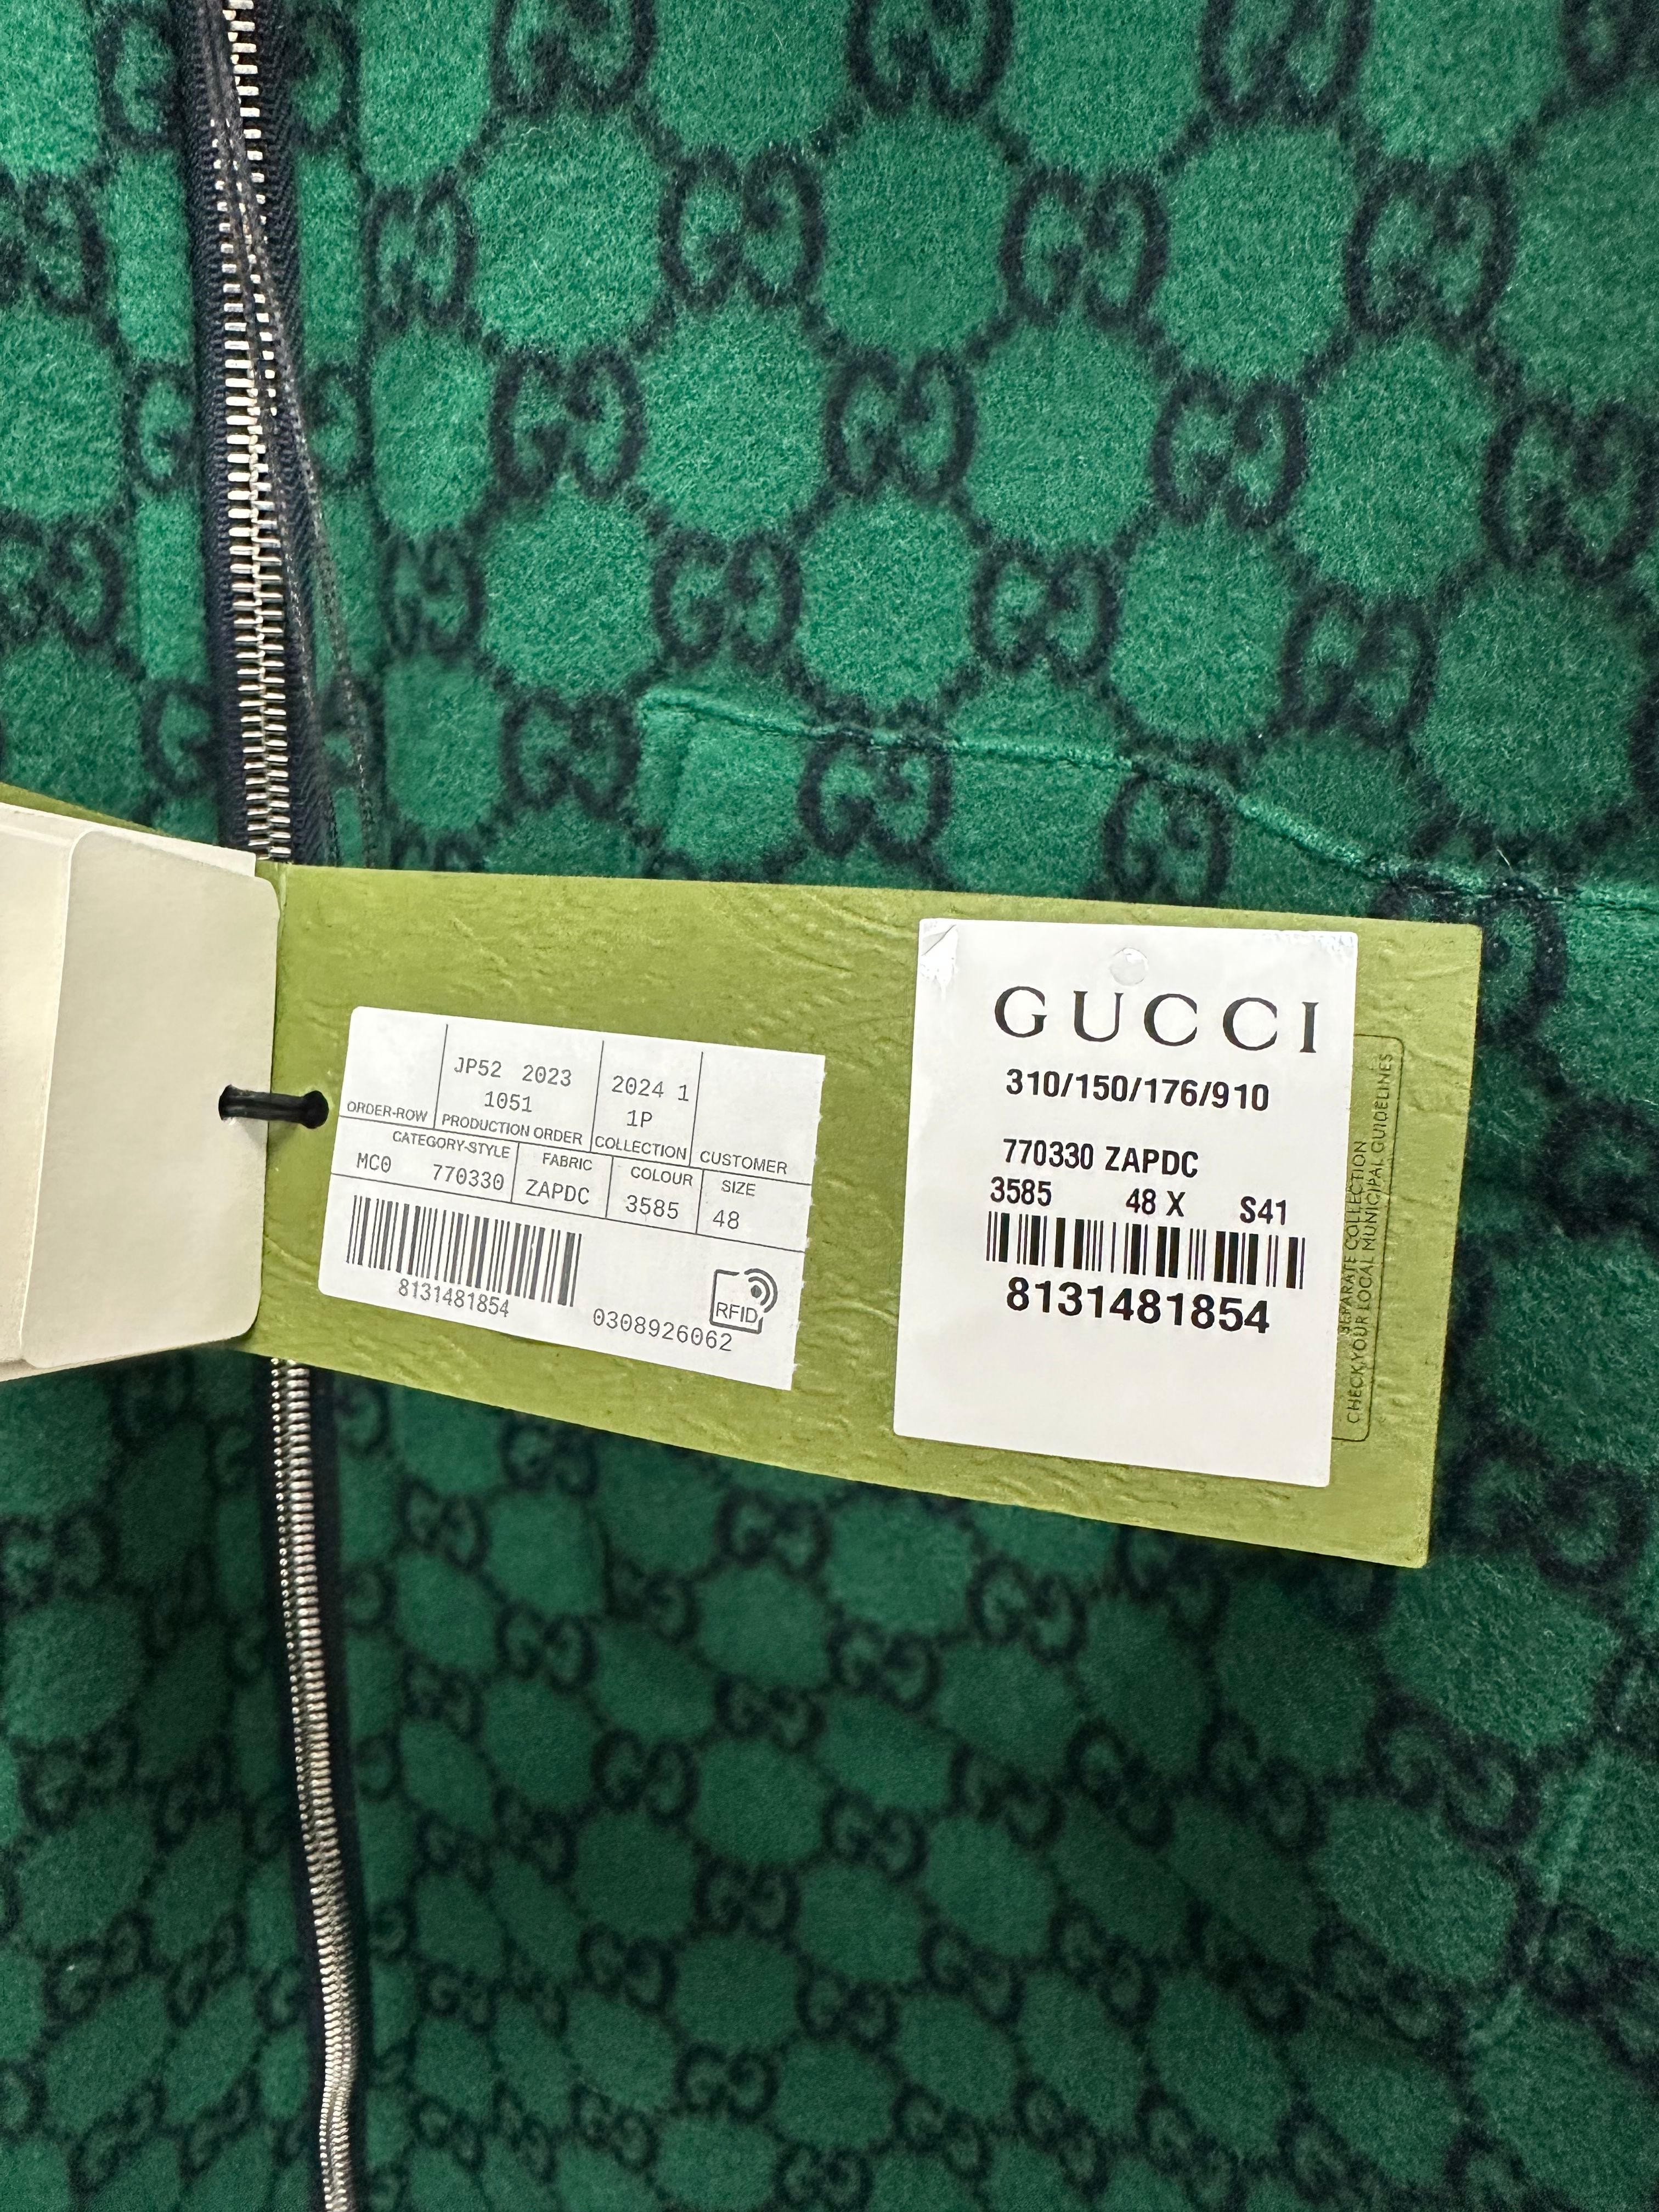 JP52 2023
1051
2024 1
1P
ORDER-ROW PRODUCTION ORDER COLLECTION CUSTOMER
CATEGORY-STYLE FABRIC COLOUR SIZE
MC0 770330 ZAPDC 3585 48
8131481854
0308926062
RFID
GUCCI
310/150/176/910
770330 ZAPDC
3585 48 X S41
8131481854
SEPARATE COLLECTION
CHECK YOUR LOCAL MUNICIPAL GUIDELINES